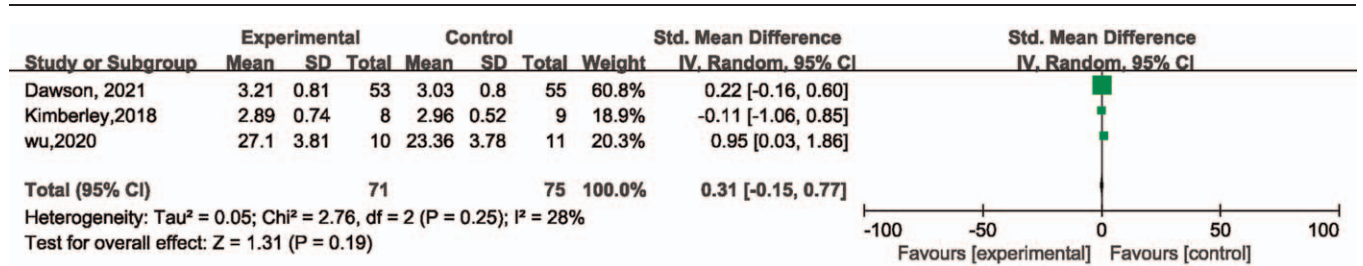 Experimental Control Std. Mean Difference Std. Mean Difference
Study or Subgroup Mean SD Total Mean SD Total Weight IV, Random, 95% CI IV, Random, 95% CI
Dawson, 2021 3.21 0.81 53 3.03 0.8 55 60.8% 0.22 [-0.16, 0.60]
Kimberley,2018 2.89 0.74 8 2.96 0.52 9 18.9% -0.11 [-1.06, 0.85]
wu,2020 27.1 3.81 10 23.36 3.78 11 20.3% 0.95 [0.03, 1.86]
Total (95% CI) 71 75 100.0% 0.31 [-0.15, 0.77]
Heterogeneity: Tau² = 0.05; Chi² = 2.76, df = 2 (P = 0.25); I² = 28%
Test for overall effect: Z = 1.31 (P = 0.19)
-100 -50 0 50 100
Favours [experimental] Favours [control]